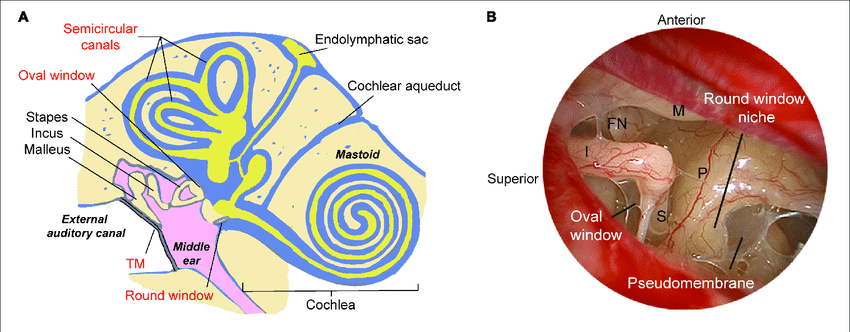 A
Semicircular
canals
Oval window
Stapes
Incus
Malleus
External
auditory canal
TM
Middle
ear
Round window
Endolymphatic sac
Cochlear aqueduct
Mastoid
Cochlea
B
Anterior
Superior
M
Round window
niche
FN
I
P
S
Oval
window
Pseudomembrane